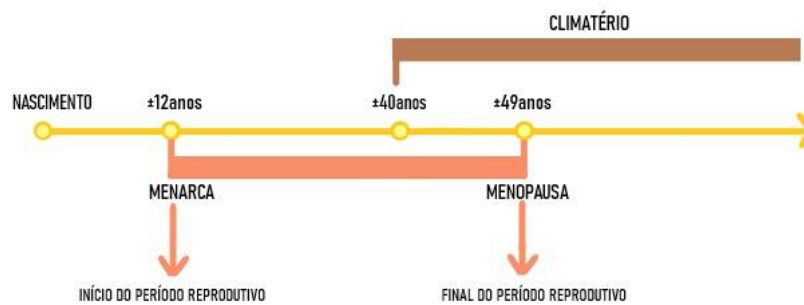 CLIMATÉRIO
NASCIMENTO
±12anos
±40anos
±49anos
MENARCA
MENOPAUSA
INÍCIO DO PERÍODO REPRODUTIVO
FINAL DO PERÍODO REPRODUTIVO